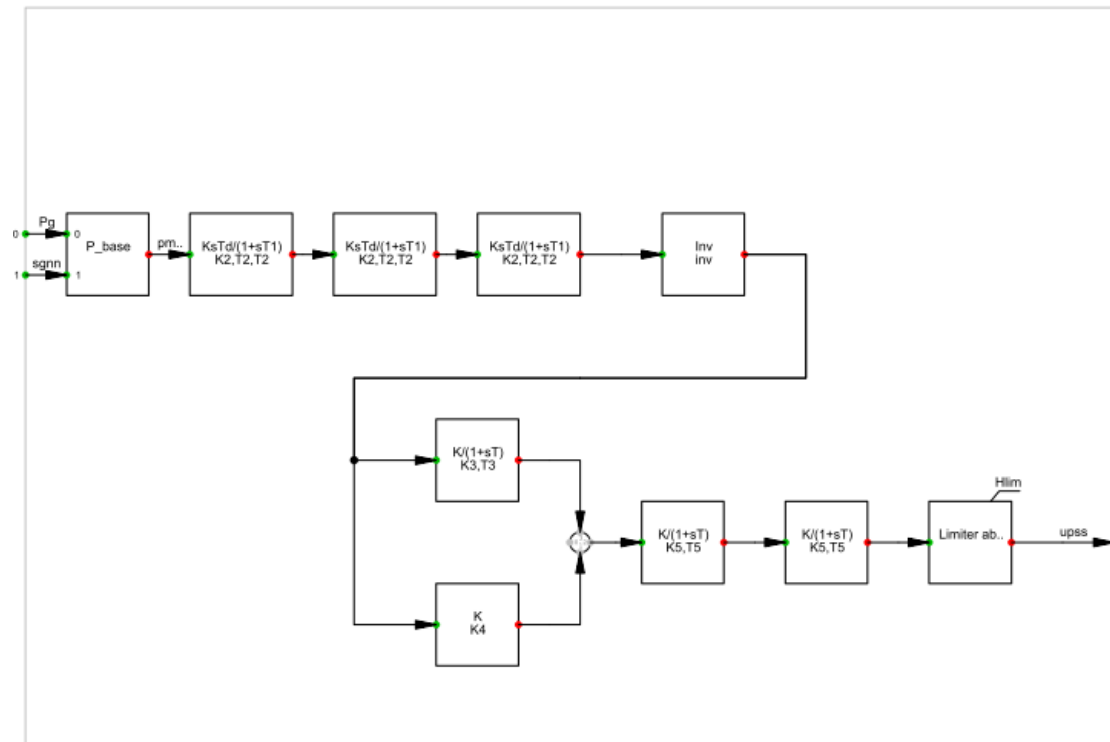 0
Pg
0
P_base
1
sgnn
1
pm..
KsTd/(1+sT1)
K2,T2,T2
KsTd/(1+sT1)
K2,T2,T2
KsTd/(1+sT1)
K2,T2,T2
Inv
inv
K/(1+sT)
K3,T3
K
K4
K/(1+sT)
K5,T5
K/(1+sT)
K5,T5
Hlim
Limiter ab..
upss